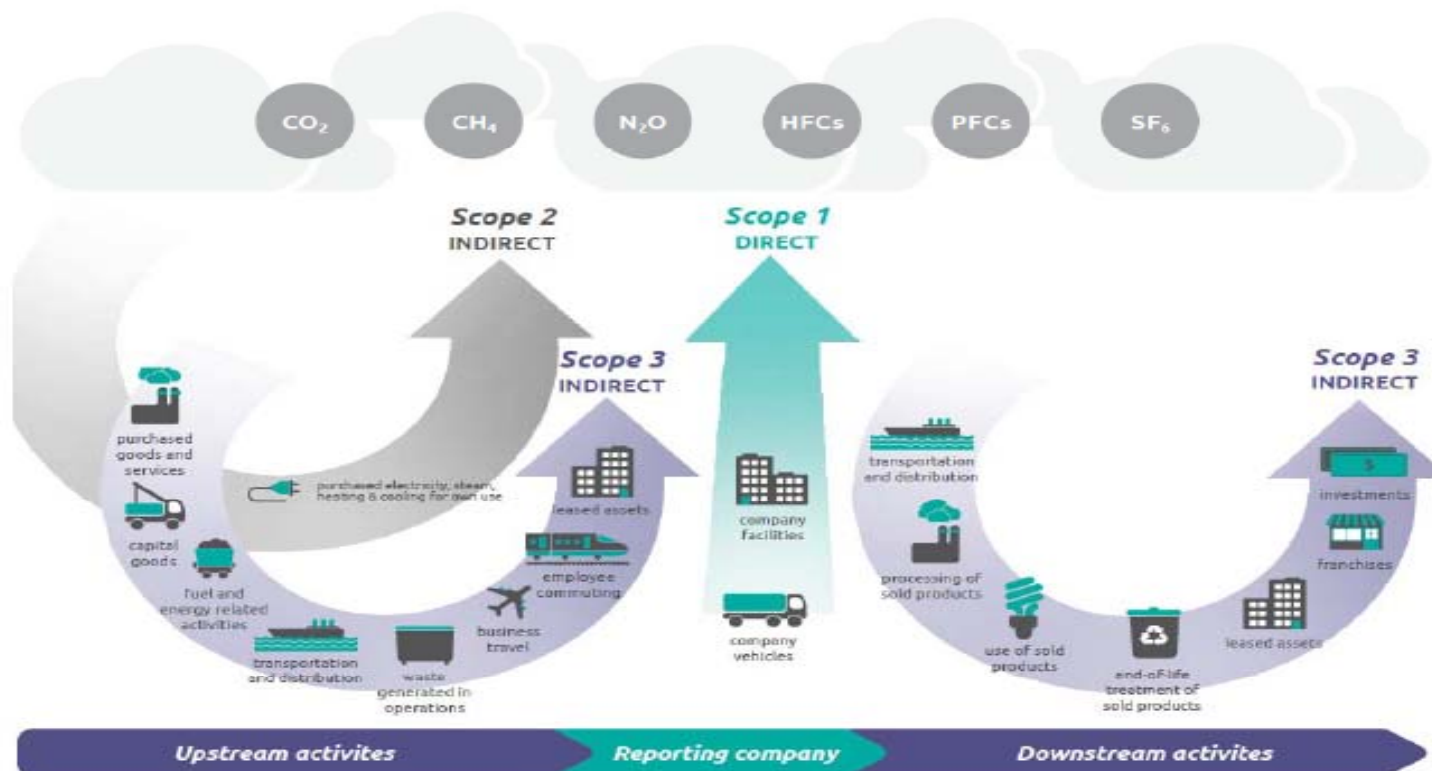 CO₂
CH₄
N₂O
HFCs
PFCs
SF₆
Scope 2
INDIRECT
Scope 1
DIRECT
Scope 3
INDIRECT
Scope 3
INDIRECT
purchased
goods and
services
capital
goods
fuel and
energy related
activities
transportation
and distribution
waste
generated in
operations
business
travel
employee
commuting
leased assets
purchased electricity, steam,
heating & cooling for own use
company
facilities
company
vehicles
transportation
and distribution
processing of
sold products
use of sold
products
end-of-life
treatment of
sold products
leased assets
franchises
investments
$
Upstream activites
Reporting company
Downstream activites